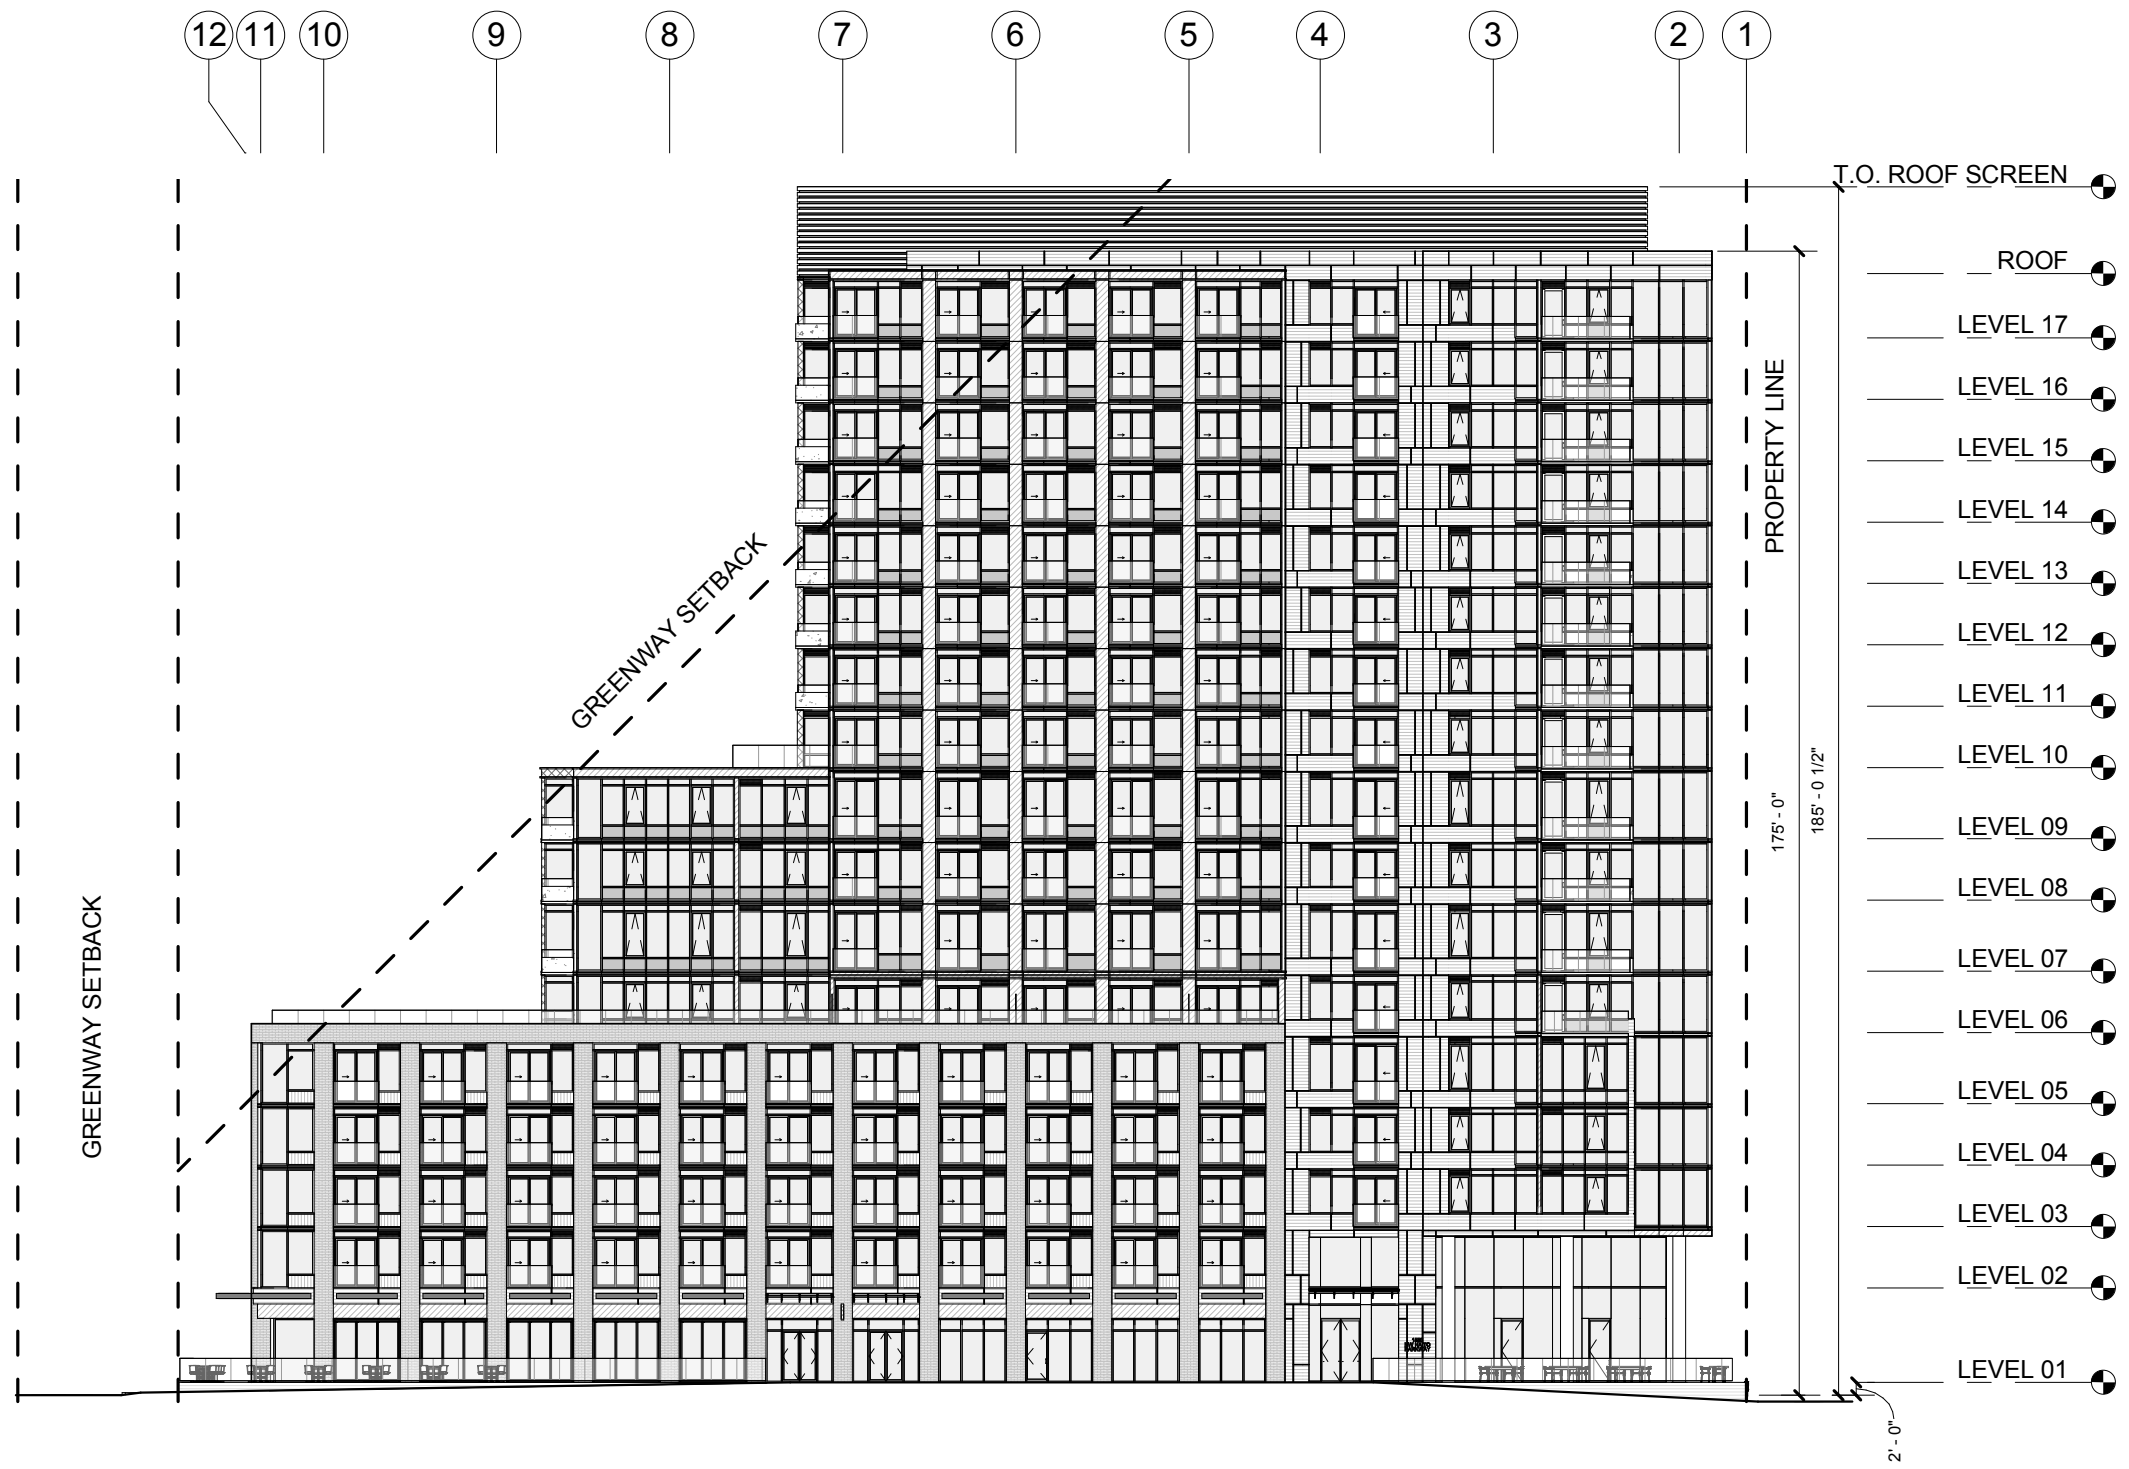 12
11
10
9
8
7
6
5
4
3
2
1
T.O. ROOF SCREEN
ROOF
LEVEL 17
LEVEL 16
LEVEL 15
LEVEL 14
LEVEL 13
LEVEL 12
LEVEL 11
LEVEL 10
LEVEL 09
LEVEL 08
LEVEL 07
LEVEL 06
LEVEL 05
LEVEL 04
LEVEL 03
LEVEL 02
LEVEL 01
PROPERTY LINE
GREENWAY SETBACK
GREENWAY SETBACK
175' - 0"
185' - 0 1/2"
2' - 0"